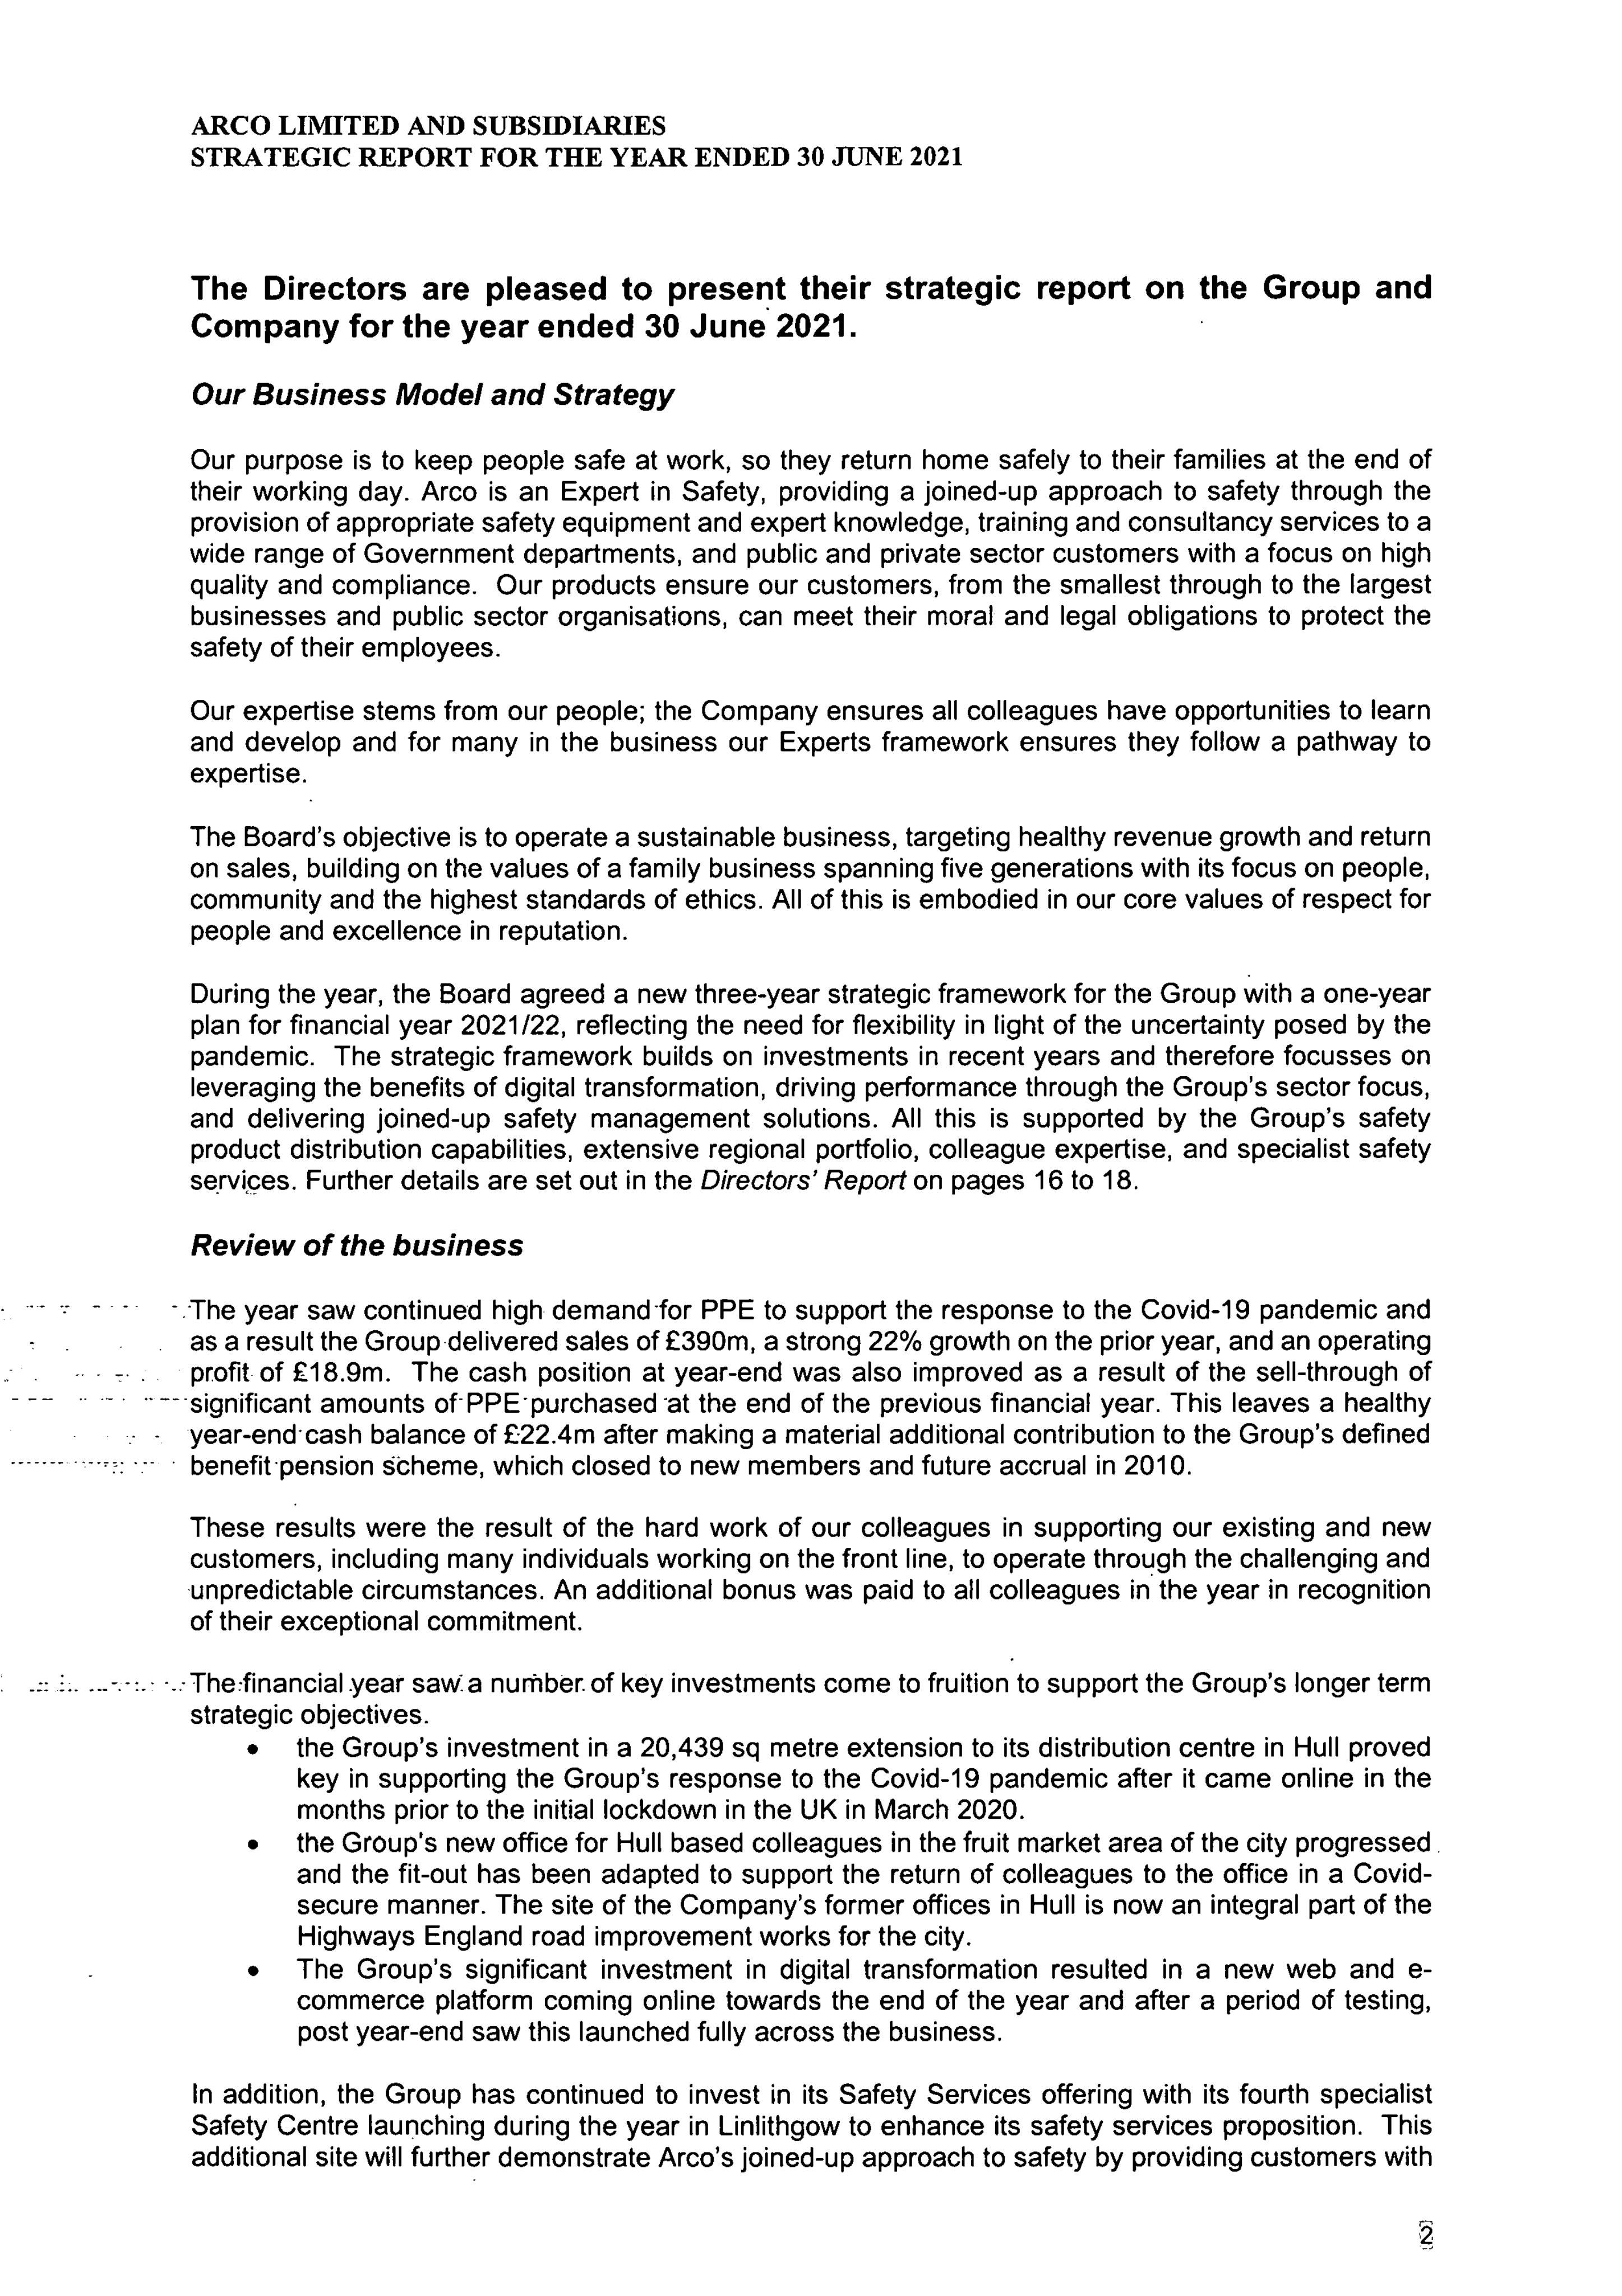 ARCO LIMITED AND SUBSIDIARIES
STRATEGIC REPORT FOR THE YEAR ENDED 30 JUNE 2021
The Directors are pleased to present their strategic report on the Group and
Company for the year ended 30 June 2021.
Our Business Model and Strategy
Our purpose is to keep people safe at work, so they return home safely to their families at the end of
their working day. Arco is an Expert in Safety, providing a joined-up approach to safety through the
provision of appropriate safety equipment and expert knowledge, training and consultancy services to a
wide range of Government departments, and public and private sector customers with a focus on high
quality and compliance. Our products ensure our customers, from the smallest through to the largest
businesses and public sector organisations, can meet their moral and legal obligations to protect the
safety of their employees.
Our expertise stems from our people; the Company ensures all colleagues have opportunities to learn
and develop and for many in the business our Experts framework ensures they follow a pathway to
expertise.
The Board's objective is to operate a sustainable business, targeting healthy revenue growth and return
on sales, building on the values of a family business spanning five generations with its focus on people,
community and the highest standards of ethics. All of this is embodied in our core values of respect for
people and excellence in reputation.
During the year, the Board agreed a new three-year strategic framework for the Group with a one-year
plan for financial year 2021/22, reflecting the need for flexibility in light of the uncertainty posed by the
pandemic. The strategic framework builds on investments in recent years and therefore focusses on
leveraging the benefits of digital transformation, driving performance through the Group's sector focus,
and delivering joined-up safety management solutions. All this is supported by the Group's safety
product distribution capabilities, extensive regional portfolio, colleague expertise, and specialist safety
services. Further details are set out in the Directors' Report on pages 16 to 18.
Review of the business
The year saw continued high demand for PPE to support the response to the Covid-19 pandemic and
as a result the Group delivered sales of £390m, a strong 22% growth on the prior year, and an operating
profit of £18.9m. The cash position at year-end was also improved as a result of the sell-through of
significant amounts of PPE purchased at the end of the previous financial year. This leaves a healthy
year-end cash balance of £22.4m after making a material additional contribution to the Group's defined
benefit pension scheme, which closed to new members and future accrual in 2010.
These results were the result of the hard work of our colleagues in supporting our existing and new
customers, including many individuals working on the front line, to operate through the challenging and
unpredictable circumstances. An additional bonus was paid to all colleagues in the year in recognition
of their exceptional commitment.
The financial year saw a number of key investments come to fruition to support the Group's longer term
strategic objectives.
• the Group's investment in a 20,439 sq metre extension to its distribution centre in Hull proved
key in supporting the Group's response to the Covid-19 pandemic after it came online in the
months prior to the initial lockdown in the UK in March 2020.
• the Group's new office for Hull based colleagues in the fruit market area of the city progressed
and the fit-out has been adapted to support the return of colleagues to the office in a Covid-
secure manner. The site of the Company's former offices in Hull is now an integral part of the
Highways England road improvement works for the city.
• The Group's significant investment in digital transformation resulted in a new web and e-
commerce platform coming online towards the end of the year and after a period of testing,
post year-end saw this launched fully across the business.
In addition, the Group has continued to invest in its Safety Services offering with its fourth specialist
Safety Centre launching during the year in Linlithgow to enhance its safety services proposition. This
additional site will further demonstrate Arco's joined-up approach to safety by providing customers with
2